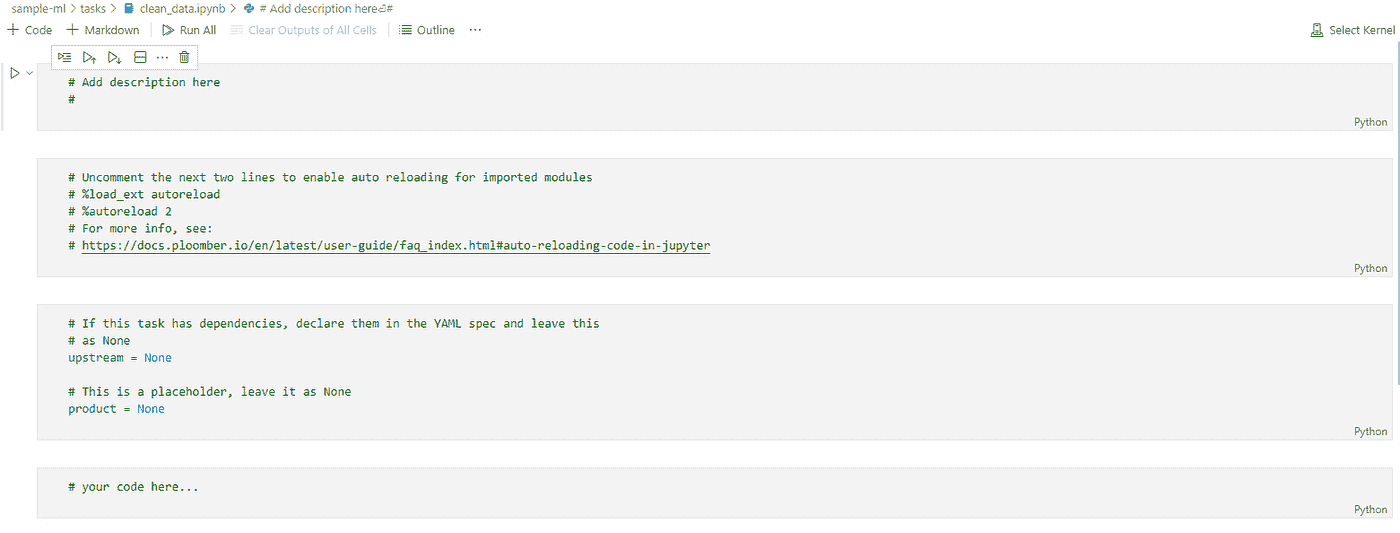 sample-ml > tasks > clean_data.ipynb > # Add description here⏎#
+ Code + Markdown Run All Clear Outputs of All Cells Outline ... Select Kernel
# Add description here
#
Python
# Uncomment the next two lines to enable auto reloading for imported modules
# %load_ext autoreload
# %autoreload 2
# For more info, see:
# https://docs.ploomber.io/en/latest/user-guide/faq_index.html#auto-reloading-code-in-jupyter
Python
# If this task has dependencies, declare them in the YAML spec and leave this
# as None
upstream = None
# This is a placeholder, leave it as None
product = None
Python
# your code here...
Python